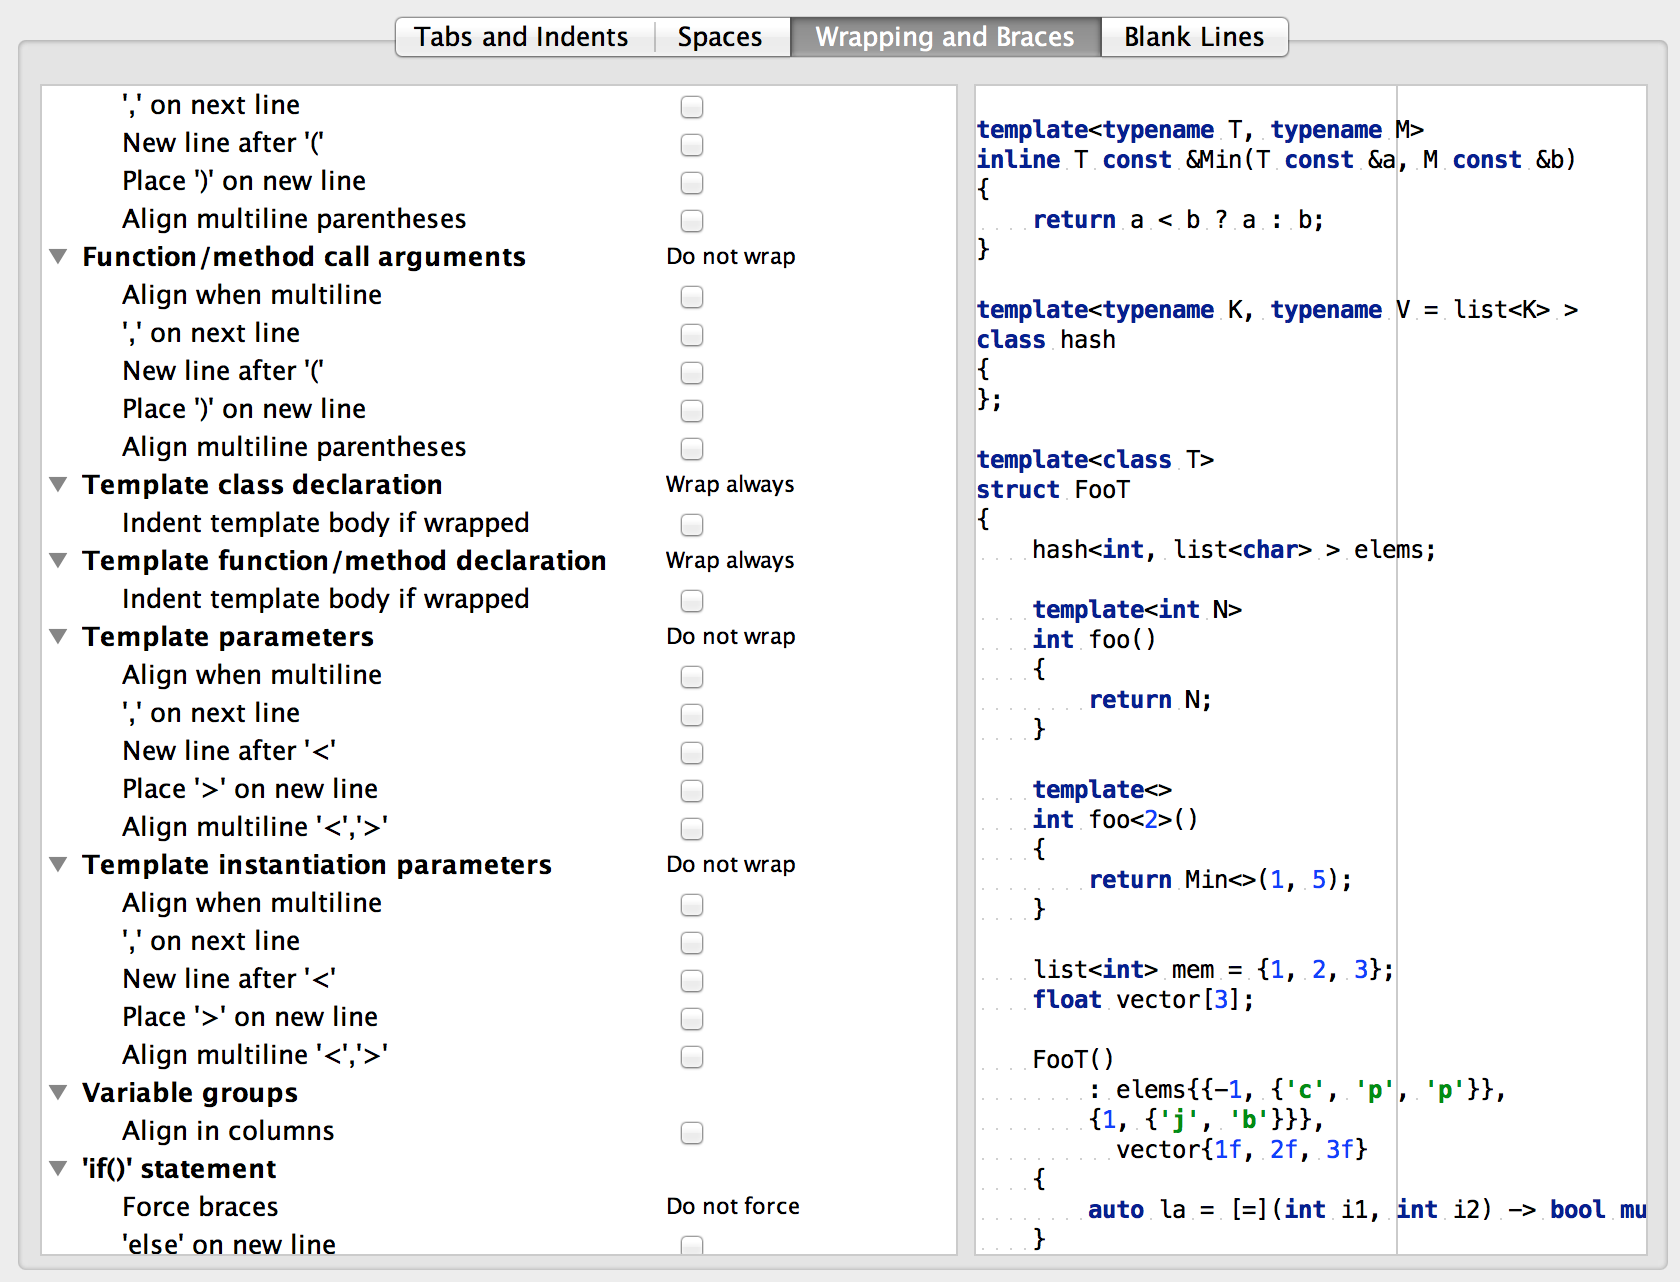 Tabs and Indents Spaces Wrapping and Braces Blank Lines
',' on next line
New line after '('
Place ')' on new line
Align multiline parentheses
Function/method call arguments Do not wrap
Align when multiline
',' on next line
New line after '('
Place ')' on new line
Align multiline parentheses
Template class declaration Wrap always
Indent template body if wrapped
Template function/method declaration Wrap always
Indent template body if wrapped
Template parameters Do not wrap
Align when multiline
',' on next line
New line after '<'
Place '>' on new line
Align multiline '<','>'
Template instantiation parameters Do not wrap
Align when multiline
',' on next line
New line after '<'
Place '>' on new line
Align multiline '<','>'
Variable groups
Align in columns
'if()' statement
Force braces Do not force
'else' on new line
template<typename T, typename M>
inline T const &Min(T const &a, M const &b)
{
    return a < b ? a : b;
}
template<typename K, typename V = list<K> >
class hash
{
};
template<class T>
struct FooT
{
    hash<int, list<char> > elems;
    template<int N>
    int foo()
    {
        return N;
    }
    template<>
    int foo<2>()
    {
        return Min<>(1, 5);
    }
    list<int> mem = {1, 2, 3};
    float vector[3];
    FooT()
        : elems{{-1, {'c', 'p', 'p'}},
        {1, {'j', 'b'}}},
          vector{1f, 2f, 3f}
    {
        auto la = [=](int i1, int i2) -> bool mu
    }